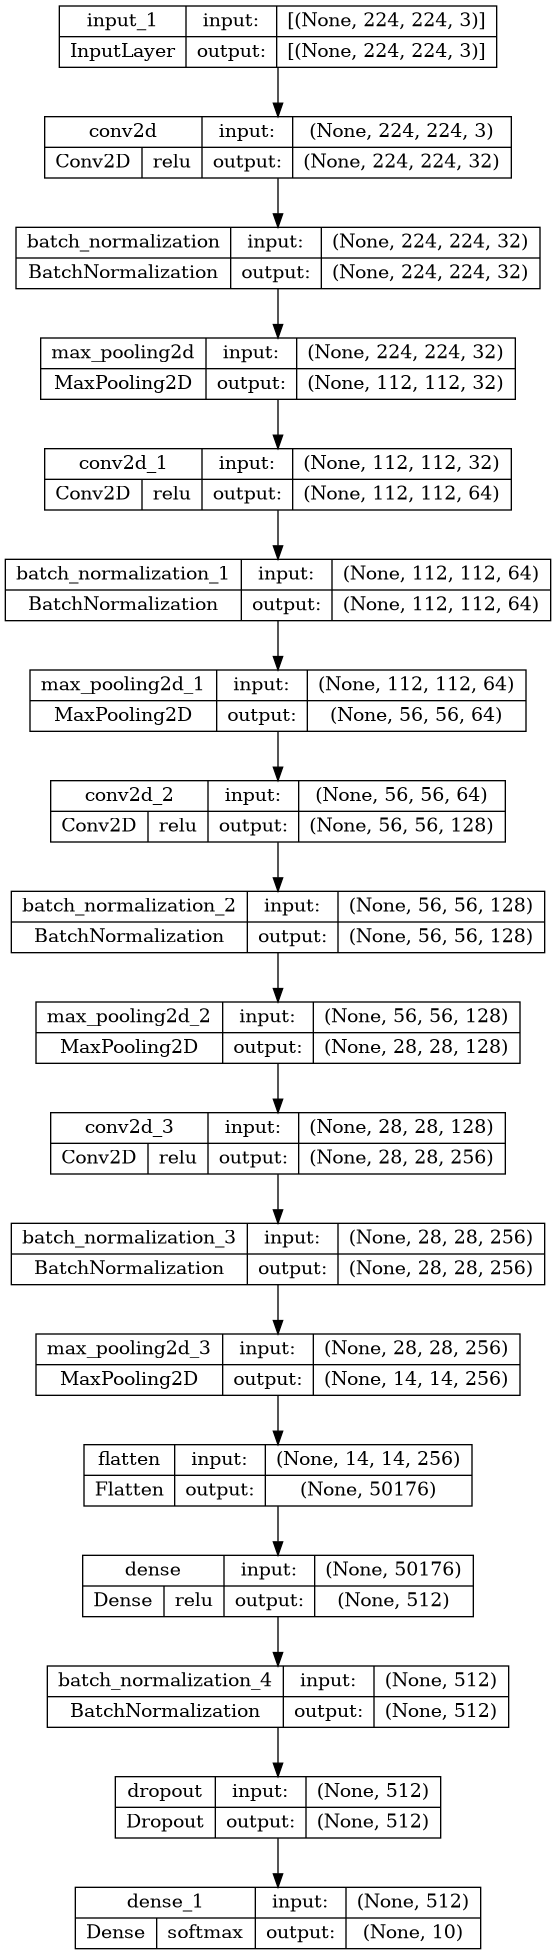 input_1 input: [(None, 224, 224, 3)]
InputLayer output: [(None, 224, 224, 3)]
conv2d input: (None, 224, 224, 3)
Conv2D relu output: (None, 224, 224, 32)
batch_normalization input: (None, 224, 224, 32)
BatchNormalization output: (None, 224, 224, 32)
max_pooling2d input: (None, 224, 224, 32)
MaxPooling2D output: (None, 112, 112, 32)
conv2d_1 input: (None, 112, 112, 32)
Conv2D relu output: (None, 112, 112, 64)
batch_normalization_1 input: (None, 112, 112, 64)
BatchNormalization output: (None, 112, 112, 64)
max_pooling2d_1 input: (None, 112, 112, 64)
MaxPooling2D output: (None, 56, 56, 64)
conv2d_2 input: (None, 56, 56, 64)
Conv2D relu output: (None, 56, 56, 128)
batch_normalization_2 input: (None, 56, 56, 128)
BatchNormalization output: (None, 56, 56, 128)
max_pooling2d_2 input: (None, 56, 56, 128)
MaxPooling2D output: (None, 28, 28, 128)
conv2d_3 input: (None, 28, 28, 128)
Conv2D relu output: (None, 28, 28, 256)
batch_normalization_3 input: (None, 28, 28, 256)
BatchNormalization output: (None, 28, 28, 256)
max_pooling2d_3 input: (None, 28, 28, 256)
MaxPooling2D output: (None, 14, 14, 256)
flatten input: (None, 14, 14, 256)
Flatten output: (None, 50176)
dense input: (None, 50176)
Dense relu output: (None, 512)
batch_normalization_4 input: (None, 512)
BatchNormalization output: (None, 512)
dropout input: (None, 512)
Dropout output: (None, 512)
dense_1 input: (None, 512)
Dense softmax output: (None, 10)